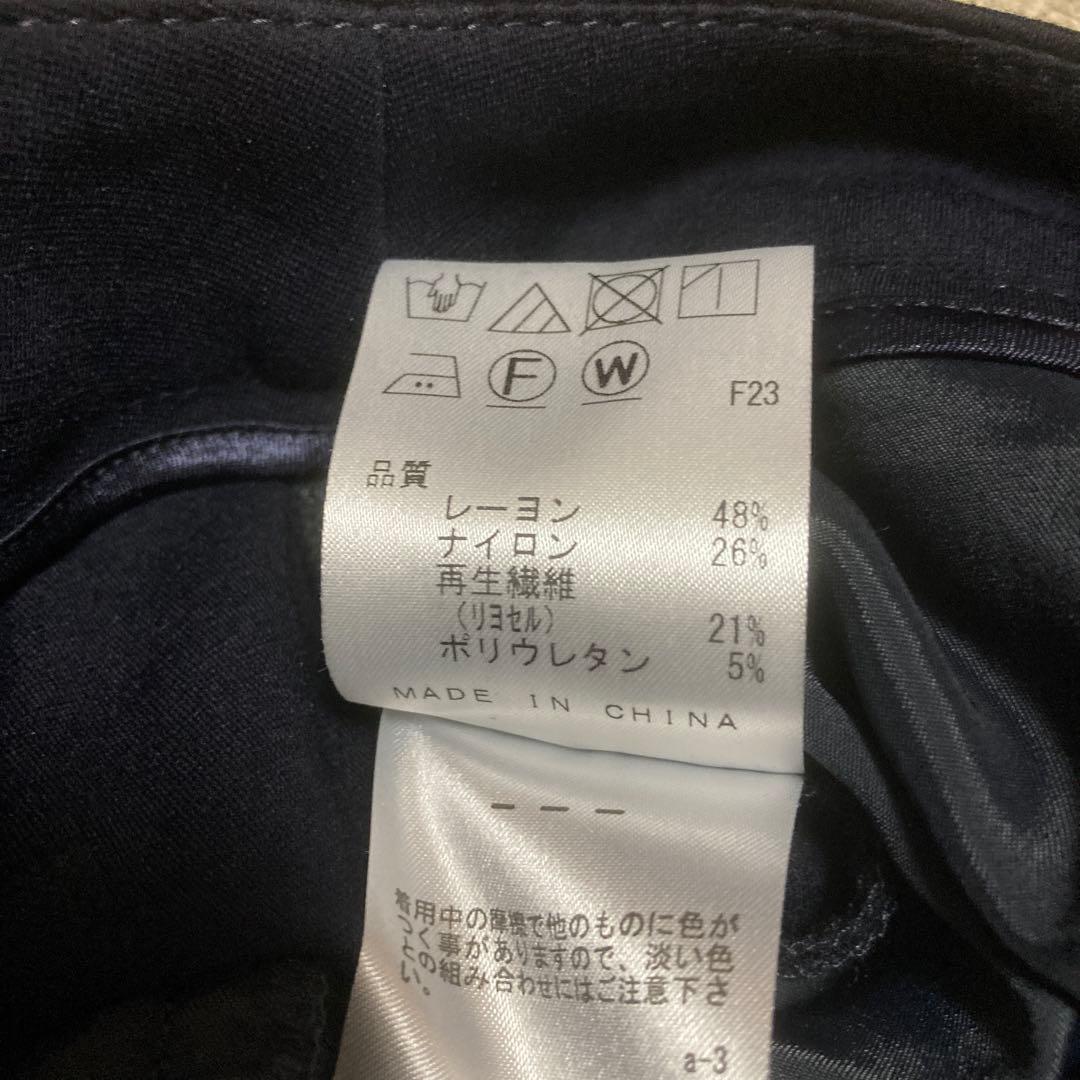 F W
F23
品質
レーヨン 48%
ナイロン 26%
再生繊維
(リヨセル) 21%
ポリウレタン 5%
MADE IN CHINA
---
着用中の摩擦で他のものに色が
つく事がありますので、淡い色
との組み合わせにはご注意下さ
い。
a-3